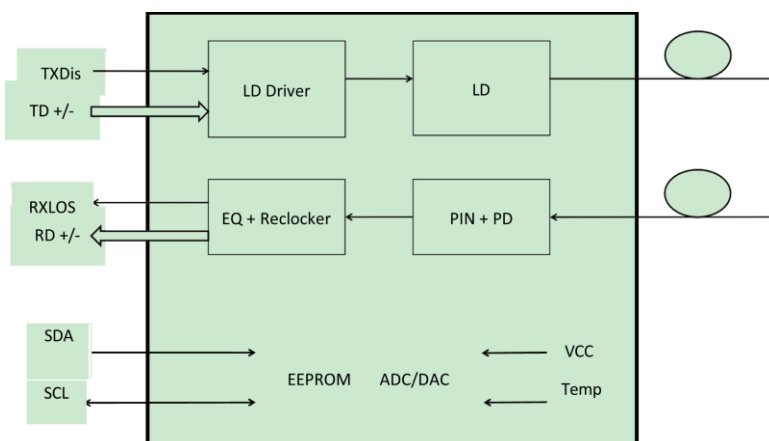 TXDis
TD +/-
LD Driver
LD
RXLOS
RD +/-
EQ + Reclocker
PIN + PD
SDA
SCL
EEPROM ADC/DAC
VCC
Temp